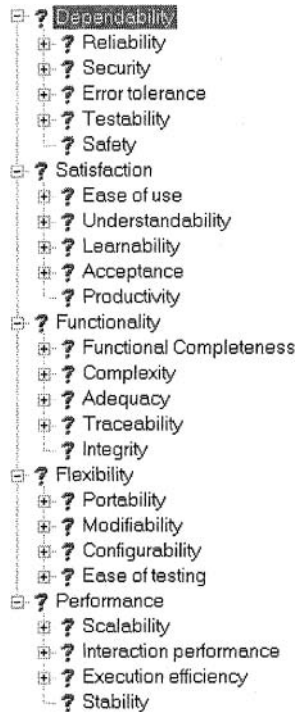 ? Dependability
? Reliability
? Security
? Error tolerance
? Testability
? Safety
? Satisfaction
? Ease of use
? Understandability
? Learnability
? Acceptance
? Productivity
? Functionality
? Functional Completeness
? Complexity
? Adequacy
? Traceability
? Integrity
? Flexibility
? Portability
? Modifiability
? Configurability
? Ease of testing
? Performance
? Scalability
? Interaction performance
? Execution efficiency
? Stability